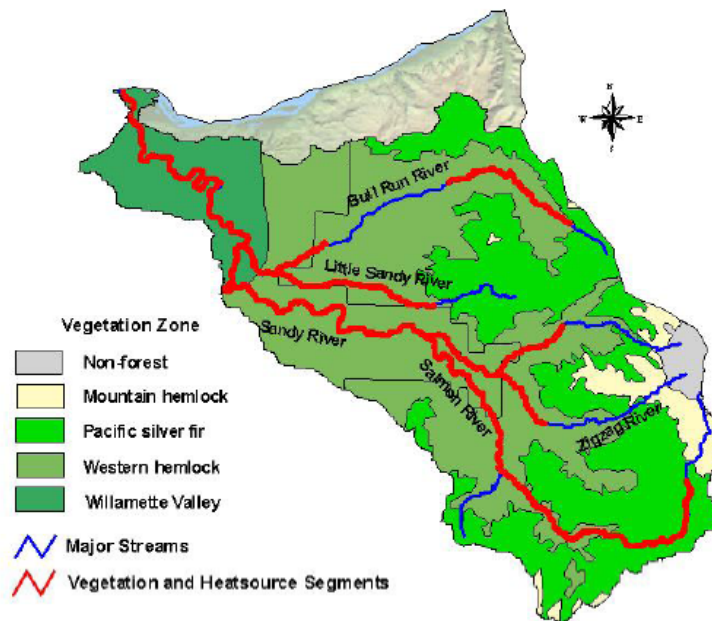 N
W E
S
Bull Run River
Little Sandy River
Sandy River
Salmon River
Zigzag River
Vegetation Zone
Non-forest
Mountain hemlock
Pacific silver fir
Western hemlock
Willamette Valley
Major Streams
Vegetation and Heatsource Segments